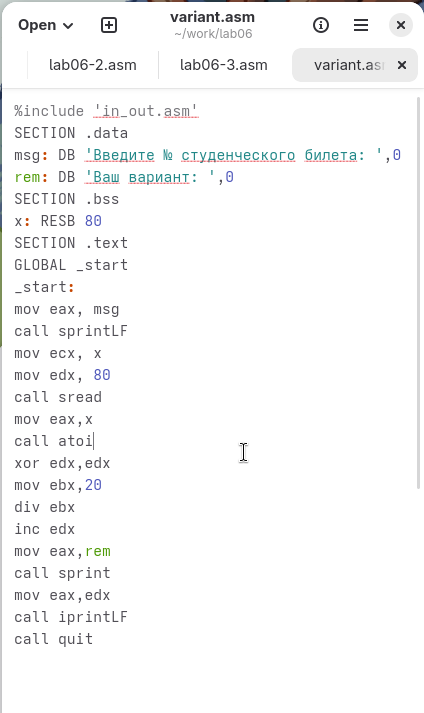 Open
variant.asm
~/work/lab06
lab06-2.asm
lab06-3.asm
variant.as
%include 'in_out.asm'
SECTION .data
msg: DB 'Введите № студенческого билета: ',0
rem: DB 'Ваш вариант: ',0
SECTION .bss
x: RESB 80
SECTION .text
GLOBAL _start
_start:
mov eax, msg
call sprintLF
mov ecx, x
mov edx, 80
call sread
mov eax,x
call atoi
xor edx,edx
mov ebx,20
div ebx
inc edx
mov eax,rem
call sprint
mov eax,edx
call iprintLF
call quit